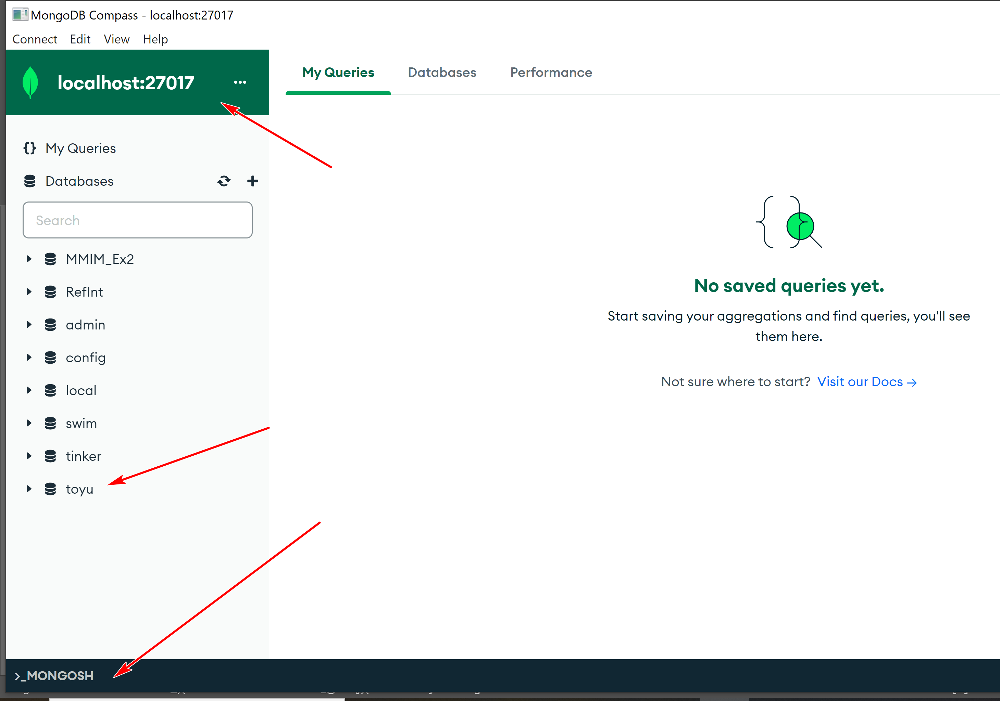 MongoDB Compass - localhost:27017
Connect Edit View Help
localhost:27017 ...
My Queries Databases Performance
{} My Queries
Databases
Search
MMIM_Ex2
RefInt
admin
config
local
swim
tinker
toyu
No saved queries yet.
Start saving your aggregations and find queries, you'll see
them here.
Not sure where to start? Visit our Docs →
>_MONGOSH